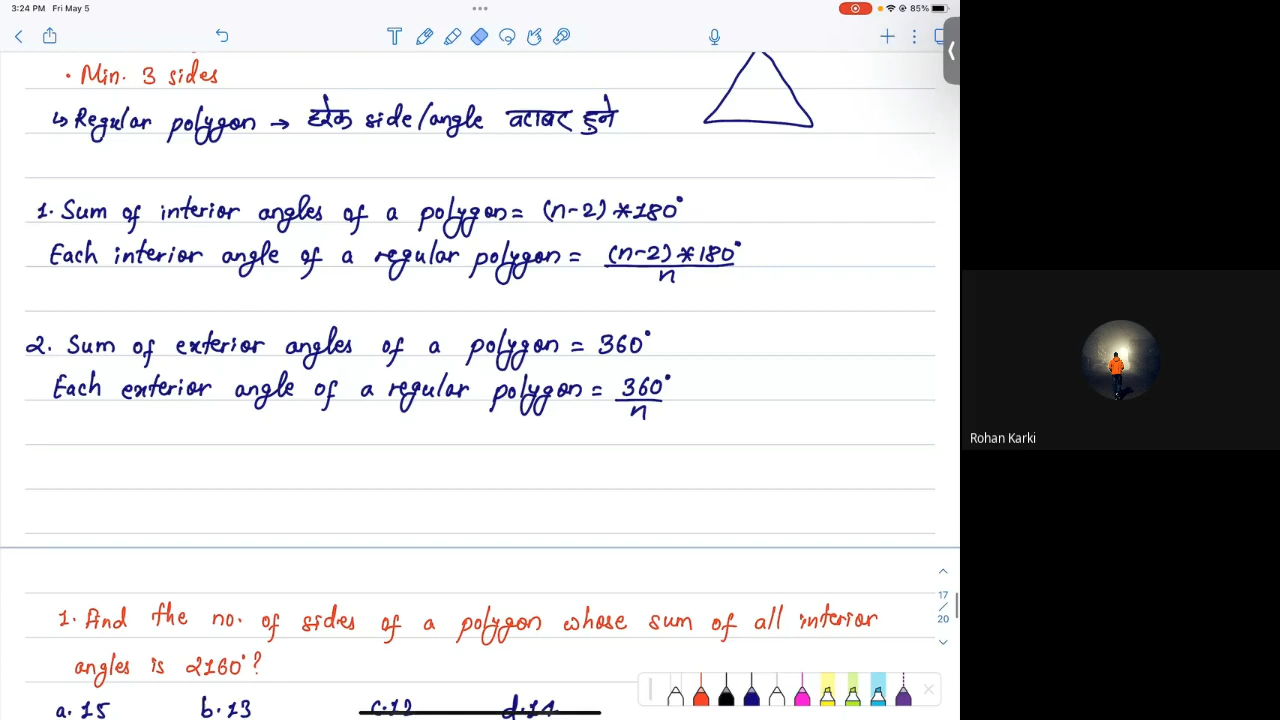 3:24 PM Fri May 5
85%
• Min. 3 sides
↳ Regular polygon → हरेक side/angle बराबर हुने
1. Sum of interior angles of a polygon = (n-2)*180°
Each interior angle of a regular polygon = (n-2)*180°
n
2. Sum of exterior angles of a polygon = 360°
Each exterior angle of a regular polygon = 360°
n
17
/
20
1. Find the no. of sides of a polygon whose sum of all interior
angles is 2160°?
a. 15 b. 13 c. 12 d. 14
Rohan Karki